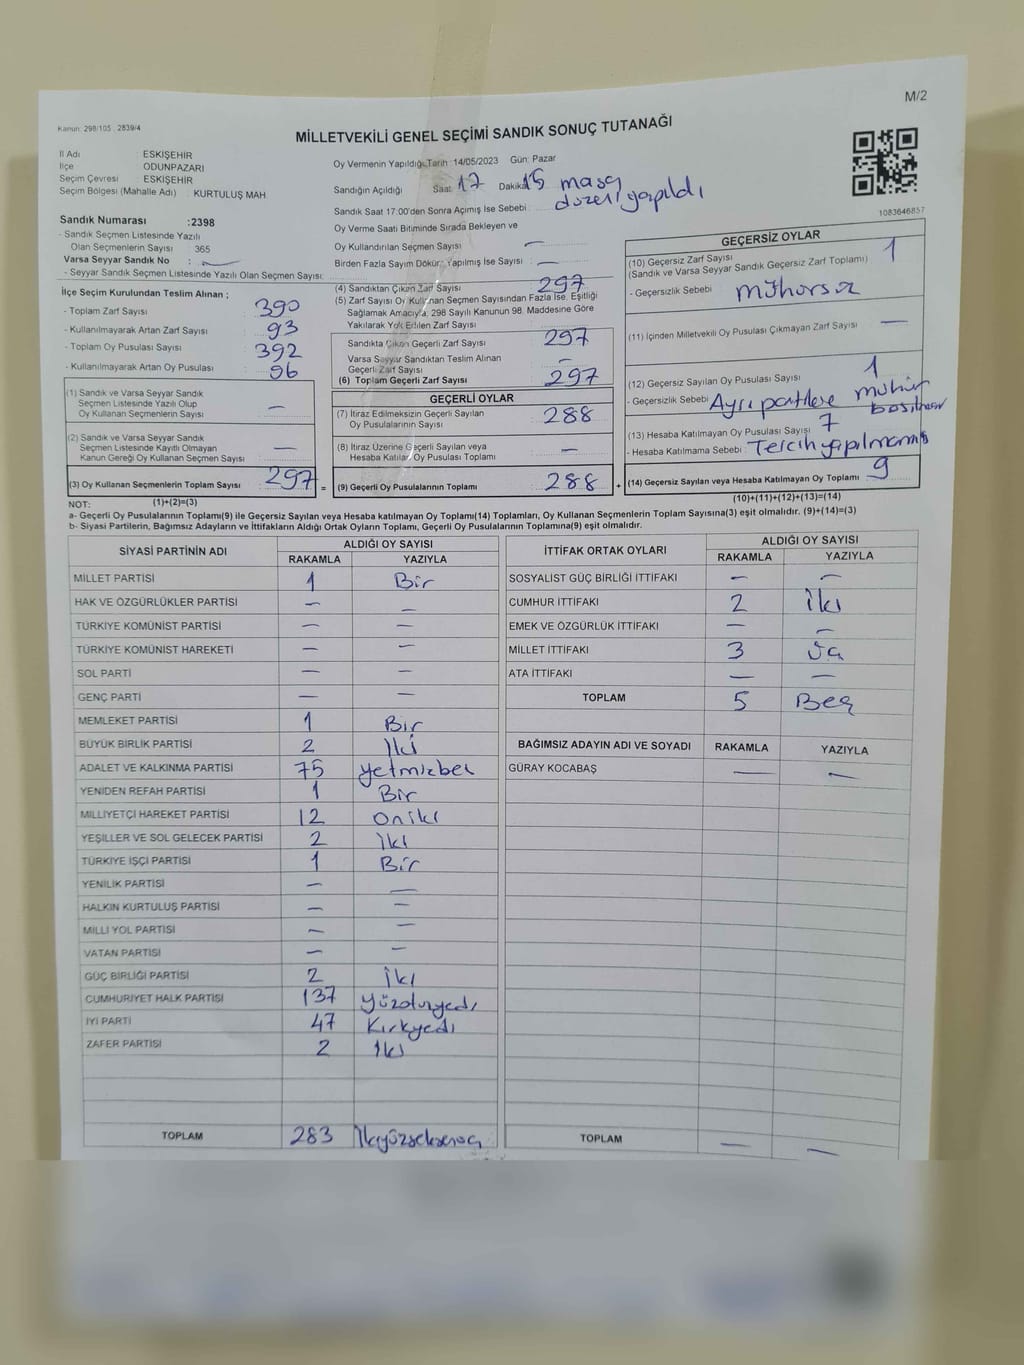 M/2
Kanun: 298/105 , 2839/4
MİLLETVEKİLİ GENEL SEÇİMİ SANDIK SONUÇ TUTANAĞI
İl Adı ESKİŞEHİR
İlçe ODUNPAZARI
Seçim Çevresi ESKİŞEHİR
Seçim Bölgesi (Mahalle Adı) : KURTULUŞ MAH.
Sandık Numarası :2398
- Sandık Seçmen Listesinde Yazılı
Olan Seçmenlerin Sayısı : 365
Varsa Seyyar Sandık No : —
- Seyyar Sandık Seçmen Listesinde Yazılı Olan Seçmen Sayısı:
Oy Vermenin Yapıldığı Tarih : 14/05/2023 Gün: Pazar
Sandığın Açıldığı Saat: 17 Dakika: 15 masa
düzeni yapıldı
Sandık Saat 17:00'den Sonra Açılmış İse Sebebi :
Oy Verme Saati Bitiminde Sırada Bekleyen ve
Oy Kullandırılan Seçmen Sayısı : —
Birden Fazla Sayım Döküm Yapılmış İse Sayısı : —
1083646857
İlçe Seçim Kurulundan Teslim Alınan ;
- Toplam Zarf Sayısı : 390
- Kullanılmayarak Artan Zarf Sayısı : 93
- Toplam Oy Pusulası Sayısı : 392
- Kullanılmayarak Artan Oy Pusulası : 96
(1) Sandık ve Varsa Seyyar Sandık
Seçmen Listesinde Yazılı Olup
Oy Kullanan Seçmenlerin Sayısı : —
(2) Sandık ve Varsa Seyyar Sandık
Seçmen Listesinde Kayıtlı Olmayan
Kanun Gereği Oy Kullanan Seçmen Sayısı : —
(3) Oy Kullanan Seçmenlerin Toplam Sayısı : 297 =
(1)+(2)=(3)
(4) Sandıktan Çıkan Zarf Sayısı : 297
(5) Zarf Sayısı Oy Kullanan Seçmen Sayısından Fazla İse, Eşitliği
Sağlamak Amacıyla, 298 Sayılı Kanunun 98. Maddesine Göre
Yakılarak Yok Edilen Zarf Sayısı :
Sandıkta Çıkan Geçerli Zarf Sayısı : 297
Varsa Seyyar Sandıktan Teslim Alınan
Geçerli Zarf Sayısı : —
(6) Toplam Geçerli Zarf Sayısı : 297
GEÇERLİ OYLAR
(7) İtiraz Edilmeksizin Geçerli Sayılan
Oy Pusulalarının Sayısı : 288
(8) İtiraz Üzerine Geçerli Sayılan veya
Hesaba Katılan Oy Pusulası Toplamı : —
(9) Geçerli Oy Pusulalarının Toplamı : 288 +
GEÇERSİZ OYLAR
(10) Geçersiz Zarf Sayısı : 1
(Sandık ve Varsa Seyyar Sandık Geçersiz Zarf Toplamı)
- Geçersizlik Sebebi : mühürsüz
(11) İçinden Milletvekili Oy Pusulası Çıkmayan Zarf Sayısı : —
(12) Geçersiz Sayılan Oy Pusulası Sayısı : 1
- Geçersizlik Sebebi : Ayrı partilere mühür
basılması
(13) Hesaba Katılmayan Oy Pusulası Sayısı : 7
- Hesaba Katılmama Sebebi : Tercih yapılmamış
(14) Geçersiz Sayılan veya Hesaba Katılmayan Oy Toplamı : 9
(10)+(11)+(12)+(13)=(14)
NOT:
a- Geçerli Oy Pusulalarının Toplamı(9) ile Geçersiz Sayılan veya Hesaba katılmayan Oy Toplamı(14) Toplamları, Oy Kullanan Seçmenlerin Toplam Sayısına(3) eşit olmalıdır. (9)+(14)=(3)
b- Siyasi Partilerin, Bağımsız Adayların ve İttifakların Aldığı Ortak Oyların Toplamı, Geçerli Oy Pusulalarının Toplamına(9) eşit olmalıdır.
SİYASİ PARTİNİN ADI ALDIĞI OY SAYISI
RAKAMLA YAZIYLA
MİLLET PARTİSİ 1 Bir
HAK VE ÖZGÜRLÜKLER PARTİSİ — —
TÜRKİYE KOMÜNİST PARTİSİ — —
TÜRKİYE KOMÜNİST HAREKETİ — —
SOL PARTİ — —
GENÇ PARTİ — —
MEMLEKET PARTİSİ 1 Bir
BÜYÜK BİRLİK PARTİSİ 2 İki
ADALET VE KALKINMA PARTİSİ 75 yetmişbeş
YENİDEN REFAH PARTİSİ 1 Bir
MİLLİYETÇİ HAREKET PARTİSİ 12 oniki
YEŞİLLER VE SOL GELECEK PARTİSİ 2 İki
TÜRKİYE İŞÇİ PARTİSİ 1 Bir
YENİLİK PARTİSİ — —
HALKIN KURTULUŞ PARTİSİ — —
MİLLİ YOL PARTİSİ — —
VATAN PARTİSİ — —
GÜÇ BİRLİĞİ PARTİSİ 2 İki
CUMHURİYET HALK PARTİSİ 137 yüzotuzyedi
İYİ PARTİ 47 Kırkyedi
ZAFER PARTİSİ 2 İki
TOPLAM 283 İkiyüzseksenüç
İTTİFAK ORTAK OYLARI ALDIĞI OY SAYISI
RAKAMLA YAZIYLA
SOSYALİST GÜÇ BİRLİĞİ İTTİFAKI — —
CUMHUR İTTİFAKI 2 İki
EMEK VE ÖZGÜRLÜK İTTİFAKI — —
MİLLET İTTİFAKI 3 üç
ATA İTTİFAKI — —
TOPLAM 5 Beş
BAĞIMSIZ ADAYIN ADI VE SOYADI RAKAMLA YAZIYLA
GÜRAY KOCABAŞ — —
TOPLAM — —